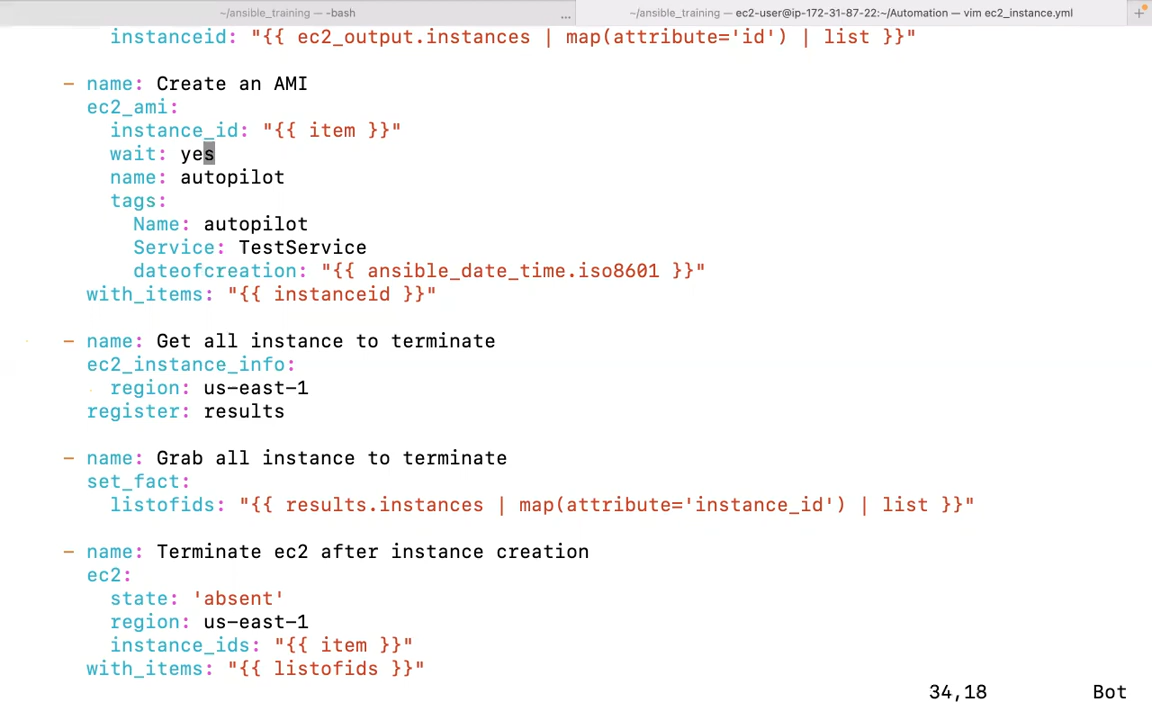 ~/ansible_training — -bash
...
~/ansible_training — ec2-user@ip-172-31-87-22:~/Automation — vim ec2_instance.yml
+
instanceid: "{{ ec2_output.instances | map(attribute='id') | list }}"
- name: Create an AMI
ec2_ami:
instance_id: "{{ item }}"
wait: yes
name: autopilot
tags:
Name: autopilot
Service: TestService
dateofcreation: "{{ ansible_date_time.iso8601 }}"
with_items: "{{ instanceid }}"
- name: Get all instance to terminate
ec2_instance_info:
region: us-east-1
register: results
- name: Grab all instance to terminate
set_fact:
listofids: "{{ results.instances | map(attribute='instance_id') | list }}"
- name: Terminate ec2 after instance creation
ec2:
state: 'absent'
region: us-east-1
instance_ids: "{{ item }}"
with_items: "{{ listofids }}"
34,18 Bot